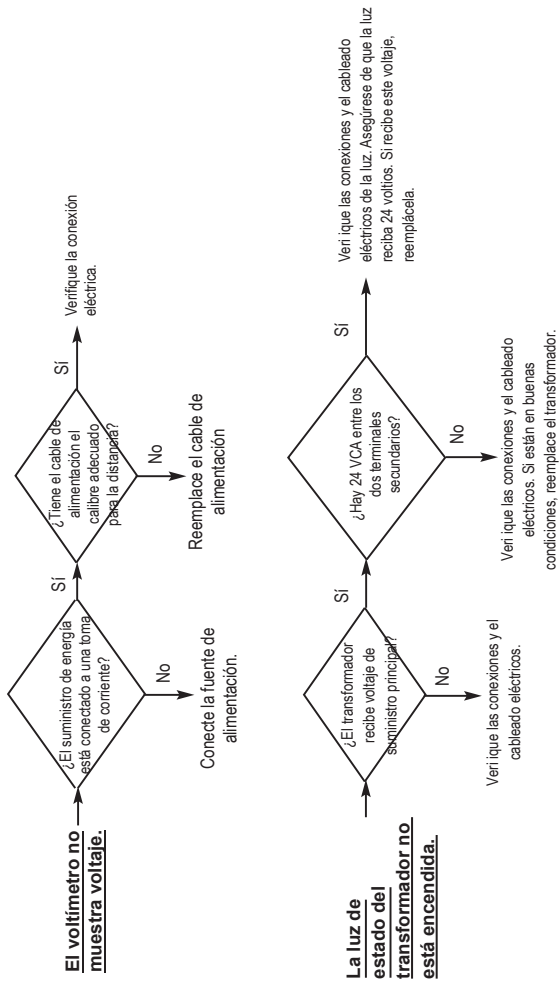 El voltímetro no
muestra voltaje.
¿El suministro de energía
está conectado a una toma
de corriente?
No
Conecte la fuente de
alimentación.
Sí
¿Tiene el cable de
alimentación el
calibre adecuado
para la distancia?
No
Reemplace el cable de
alimentación
Sí
Verifique la conexión
eléctrica.
La luz de
estado del
transformador no
está encendida.
¿El transformador
recibe voltaje de
suministro principal?
No
Veri ique las conexiones y el
cableado eléctricos.
Sí
¿Hay 24 VCA entre los
dos terminales
secundarios?
No
Veri ique las conexiones y el cableado
eléctricos. Si están en buenas
condiciones, reemplace el transformador.
Sí
Veri ique las conexiones y el cableado
eléctricos de la luz. Asegúrese de que la luz
reciba 24 voltios. Si recibe este voltaje,
reemplácela.